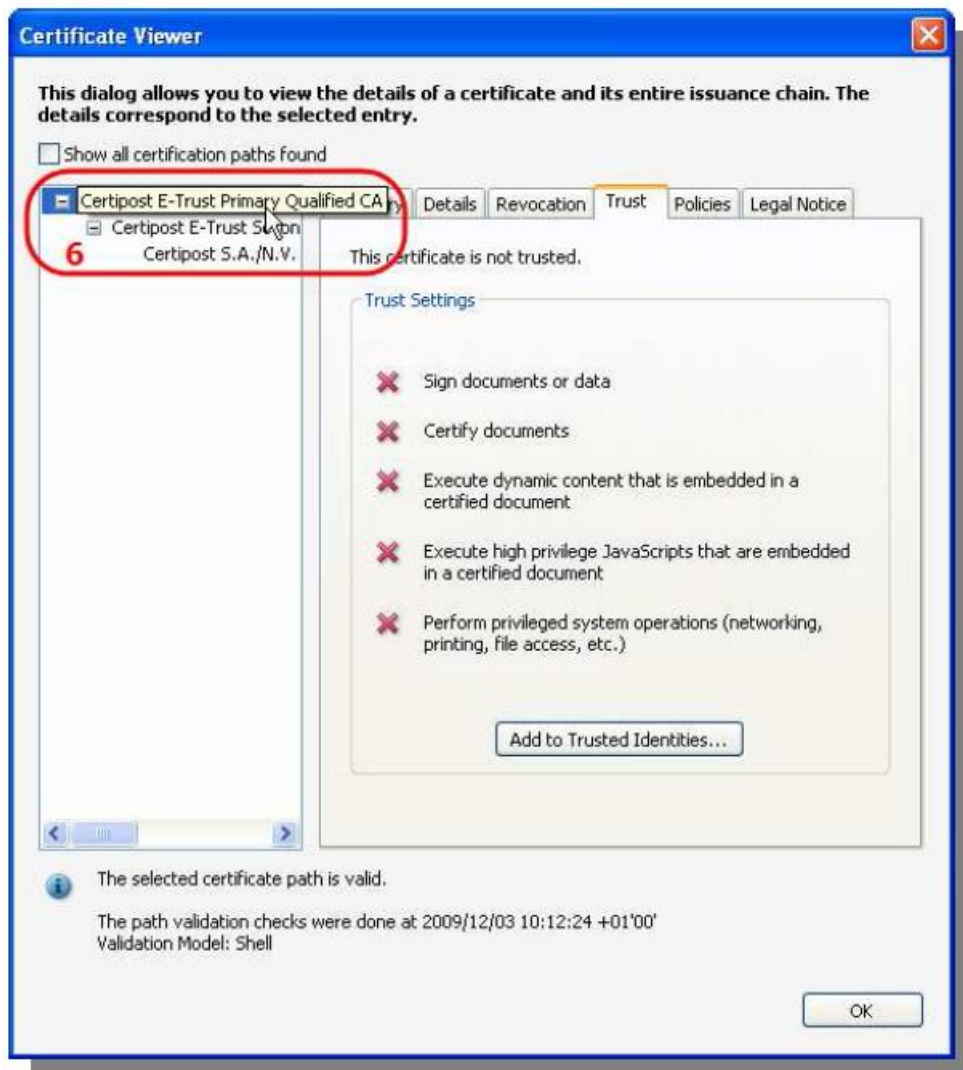 Certificate Viewer
This dialog allows you to view the details of a certificate and its entire issuance chain. The
details correspond to the selected entry.
Show all certification paths found
Certipost E-Trust Primary Qualified CA
Details Revocation Trust Policies Legal Notice
Certipost E-Trust
6 Certipost S.A./N.V.
This certificate is not trusted.
Trust Settings
Sign documents or data
Certify documents
Execute dynamic content that is embedded in a
certified document
Execute high privilege JavaScripts that are embedded
in a certified document
Perform privileged system operations (networking,
printing, file access, etc.)
Add to Trusted Identities...
The selected certificate path is valid.
The path validation checks were done at 2009/12/03 10:12:24 +01'00'
Validation Model: Shell
OK